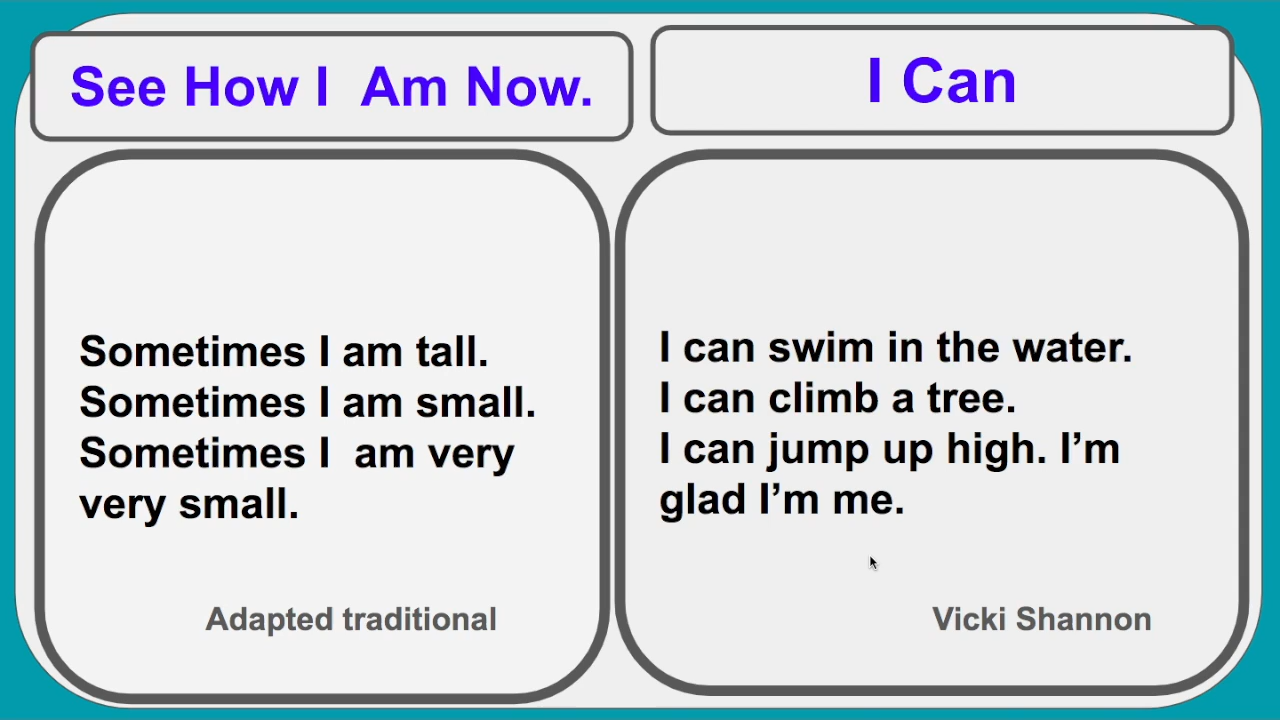 See How I  Am Now.
Sometimes I am tall.
Sometimes I am small.
Sometimes I  am very
very small.
Adapted traditional
I Can
I can swim in the water.
I can climb a tree.
I can jump up high. I’m
glad I’m me.
Vicki Shannon